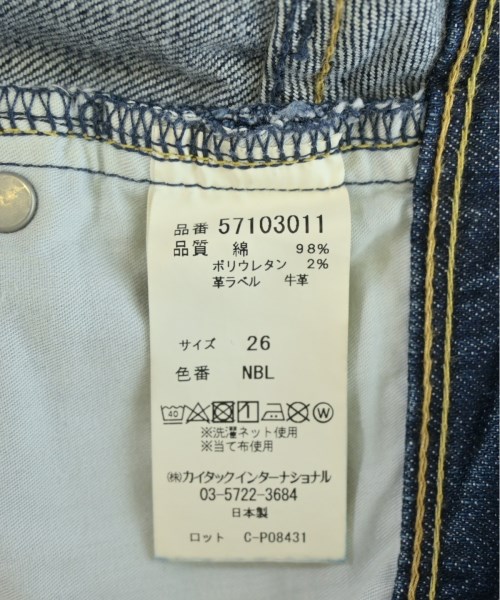 品番 57103011
品質 綿 98%
ポリウレタン 2%
革ラベル 牛革
サイズ 26
色番 NBL
40 W
※洗濯ネット使用
※当て布使用
㈱カイタックインターナショナル
03-5722-3684
日本製
ロット C-P08431